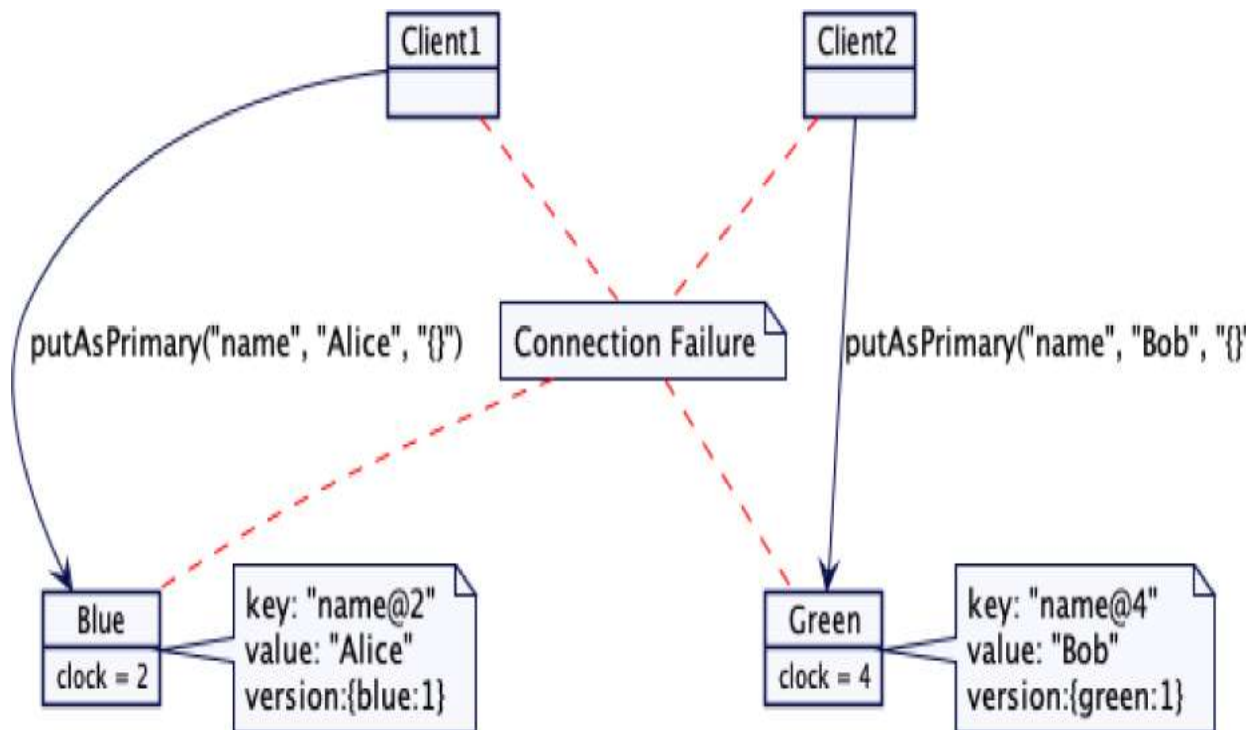 Client1
Client2
putAsPrimary("name", "Alice", "{}")
Connection Failure
putAsPrimary("name", "Bob", "{}"
Blue
clock = 2
key: "name@2"
value: "Alice"
version:{blue:1}
Green
clock = 4
key: "name@4"
value: "Bob"
version:{green:1}